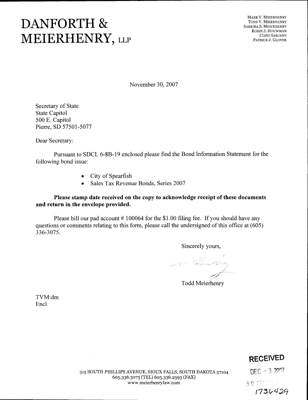 DANFORTH &
MEIERHENRY, LLP
MARK V. MEIERHENRY
TODD V. MEIERHENRY
SABRINA B. MEIERHENRY
ROBIN J. HOUWMAN
CLINT SARGENT
PATRICK J. GLOVER
November 30, 2007
Secretary of State
State Capitol
500 E. Capitol
Pierre, SD 57501-5077
Dear Secretary:
Pursuant to SDCL 6-8B-19 enclosed please find the Bond Information Statement for the
following bond issue:
• City of Spearfish
• Sales Tax Revenue Bonds, Series 2007
Please stamp date received on the copy to acknowledge receipt of these documents
and return in the envelope provided.
Please bill our pad account # 100064 for the $1.00 filing fee. If you should have any
questions or comments relating to this form, please call the undersigned of this office at (605)
336-3075.
Sincerely yours,
Todd Meierhenry
TVM:dm
Encl.
RECEIVED
DEC - 3 2007
1736429
315 SOUTH PHILLIPS AVENUE, SIOUX FALLS, SOUTH DAKOTA 57104
605.336.3075 (TEL) 605.336.2593 (FAX)
www.meierhenrylaw.com